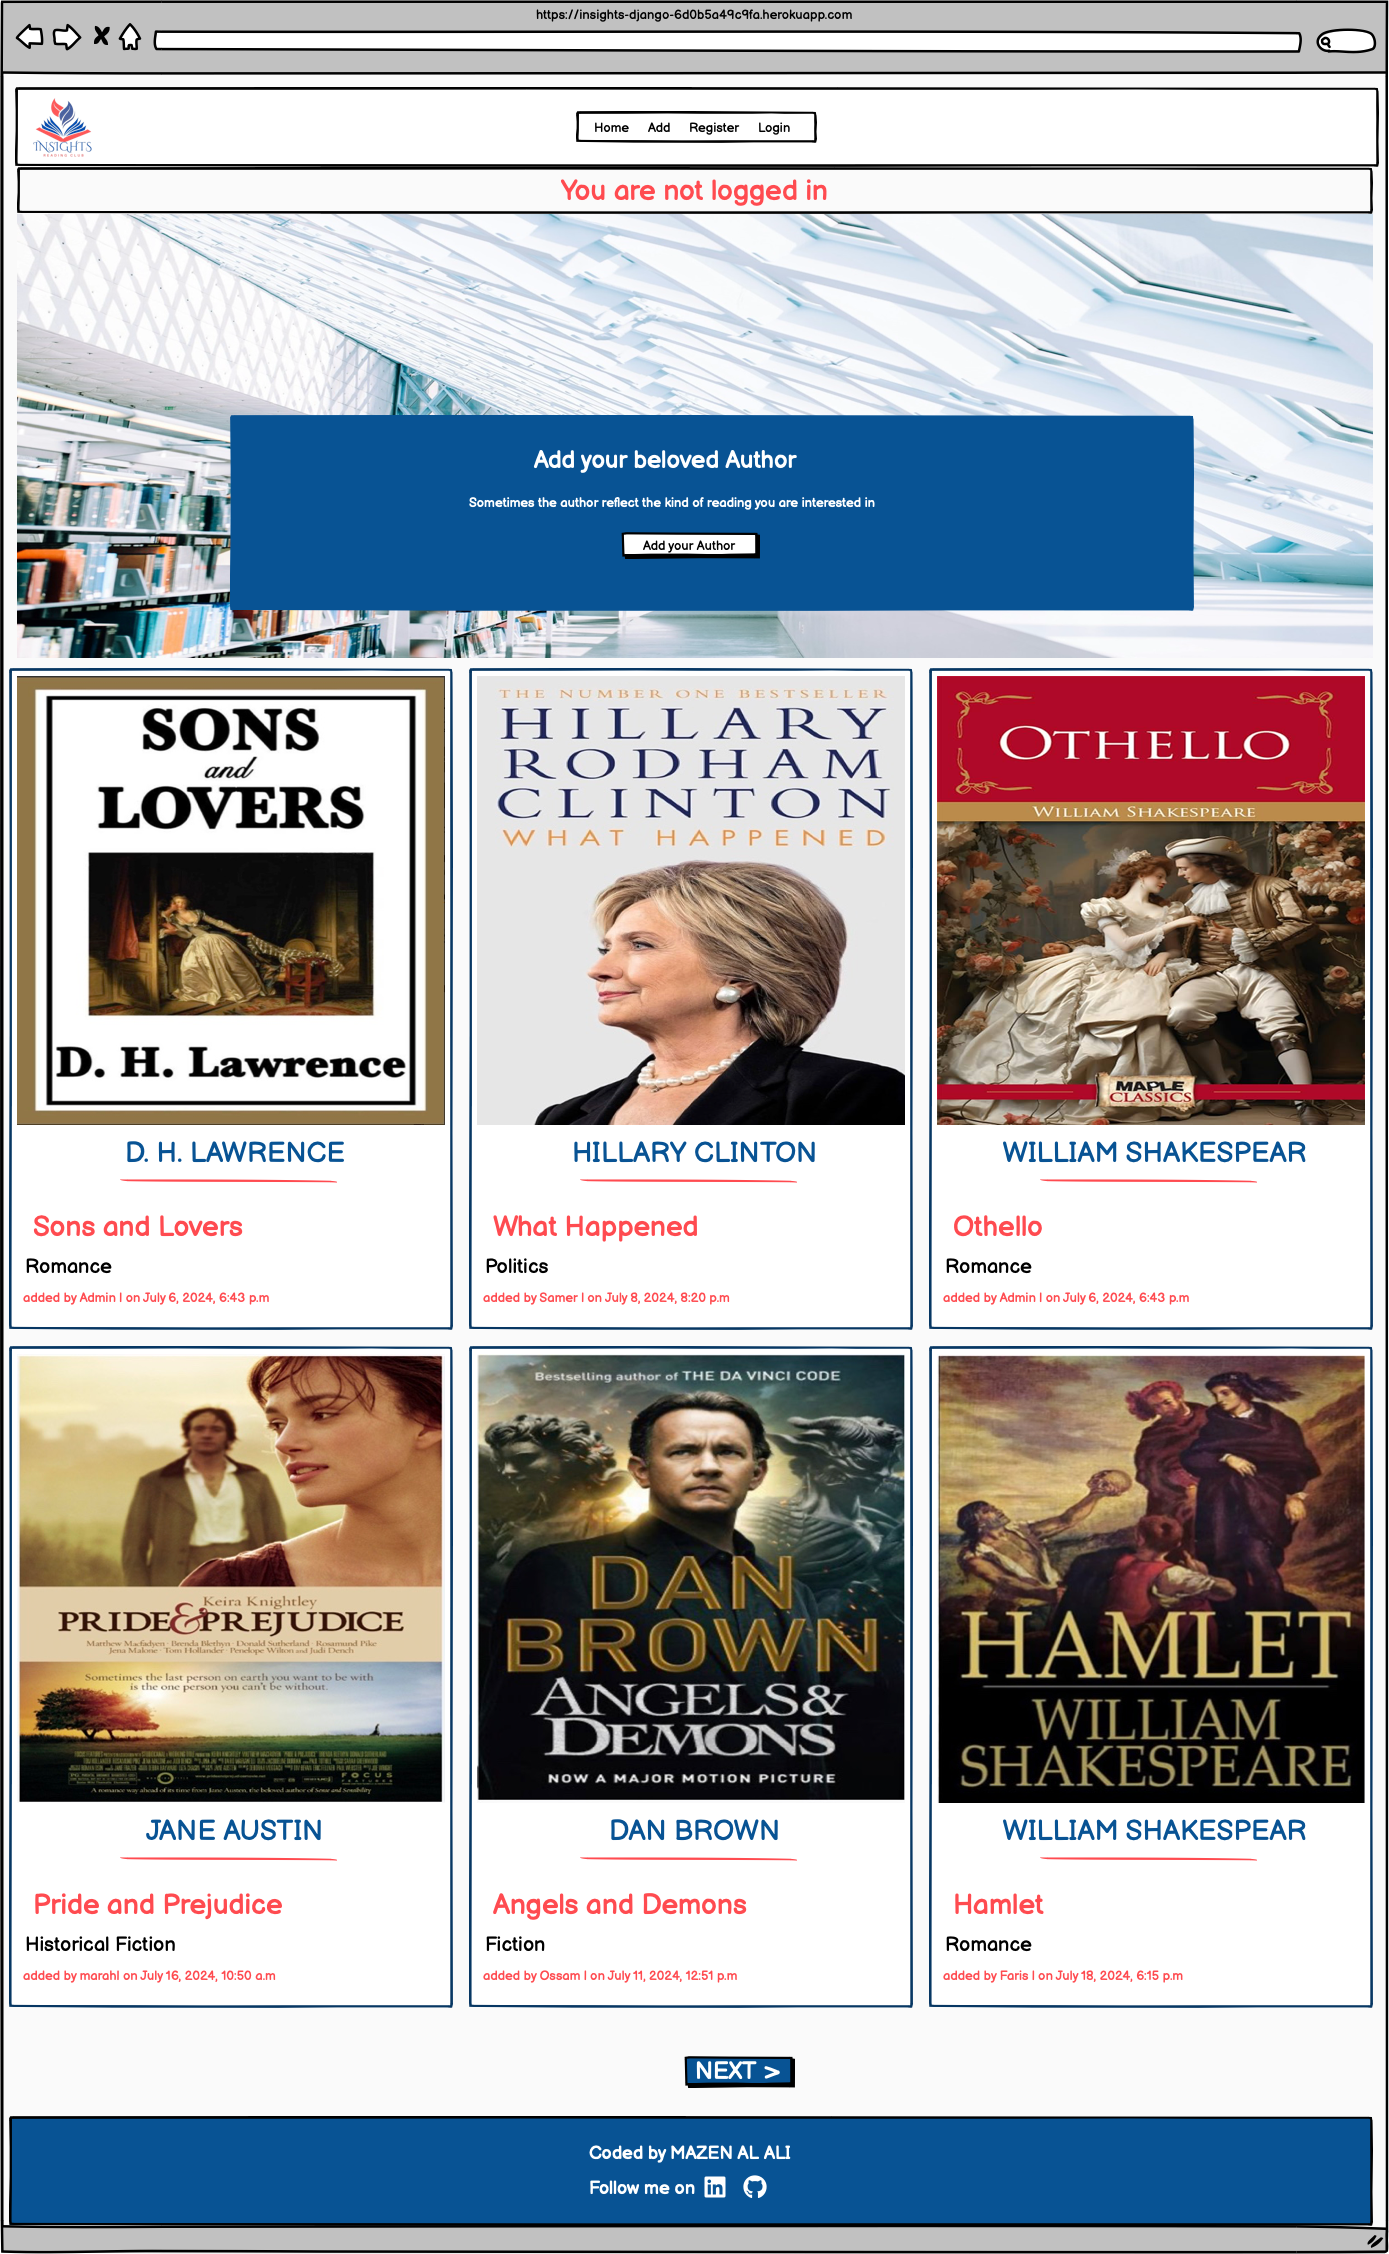 https://insights-django-6d0b5a49c9fa.herokuapp.com
INSIGHTS
READING CLUB
Home Add Register Login
You are not logged in
Add your beloved Author
Sometimes the author reflect the kind of reading you are interested in
Add your Author
SONS
and
LOVERS
D. H. Lawrence
D. H. LAWRENCE
Sons and Lovers
Romance
added by Admin | on July 6, 2024, 6:43 p.m
THE NUMBER ONE BESTSELLER
HILLARY
RODHAM
CLINTON
WHAT HAPPENED
HILLARY CLINTON
What Happened
Politics
added by Samer | on July 8, 2024, 8:20 p.m
OTHELLO
WILLIAM SHAKESPEARE
MAPLE
CLASSICS
WILLIAM SHAKESPEAR
Othello
Romance
added by Admin | on July 6, 2024, 6:43 p.m
Keira Knightley
PRIDE & PREJUDICE
Matthew Macfadyen · Brenda Blethyn · Donald Sutherland · Rosamund Pike
Jena Malone · Tom Hollander · Penelope Wilton and Judi Dench
Sometimes the last person on earth you want to be with
is the one person you can't be without.
FOCUS
FEATURES
A romance way ahead of its time from Jane Austen, the beloved author of Sense and Sensibility
JANE AUSTIN
Pride and Prejudice
Historical Fiction
added by marah| on July 16, 2024, 10:50 a.m
Bestselling author of THE DA VINCI CODE
DAN
BROWN
ANGELS &
DEMONS
NOW A MAJOR MOTION PICTURE
DAN BROWN
Angels and Demons
Fiction
added by Ossam | on July 11, 2024, 12:51 p.m
HAMLET
WILLIAM
SHAKESPEARE
WILLIAM SHAKESPEAR
Hamlet
Romance
added by Faris | on July 18, 2024, 6:15 p.m
NEXT >
Coded by MAZEN AL ALI
Follow me on in